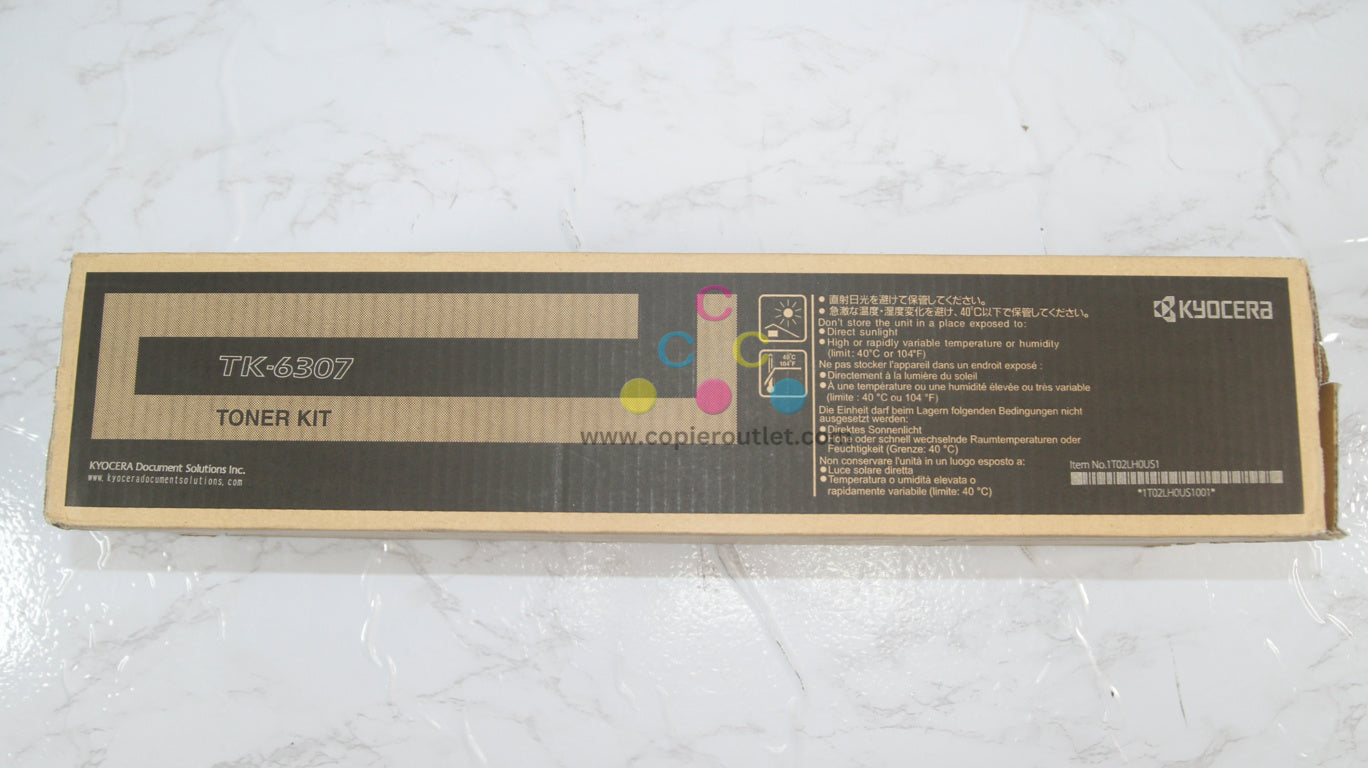 TK-6307
TONER KIT
KYOCERA Document Solutions Inc.
www.kyoceradocumentsolutions.com
C
C C
www.copieroutlet.com
40°C
104°F
● 直射日光を避けて保管してください。
● 急激な温度・湿度変化を避け、40℃以下で保管してください。
Don't store the unit in a place exposed to:
● Direct sunlight
● High or rapidly variable temperature or humidity
(limit: 40°C or 104°F)
Ne pas stocker l'appareil dans un endroit exposé :
● Directement à la lumière du soleil
● À une température ou une humidité élevée ou très variable
(limite : 40 °C ou 104 °F)
Die Einheit darf beim Lagern folgenden Bedingungen nicht
ausgesetzt werden:
● Direktes Sonnenlicht
● Hohe oder schnell wechselnde Raumtemperaturen oder
Feuchtigkeit (Grenze: 40 °C)
Non conservare l'unità in un luogo esposto a:
● Luce solare diretta
● Temperatura o umidità elevata o
rapidamente variabile (limite: 40 °C)
KYOCERA
Item No.1T02LH0US1
*1T02LH0US1001*